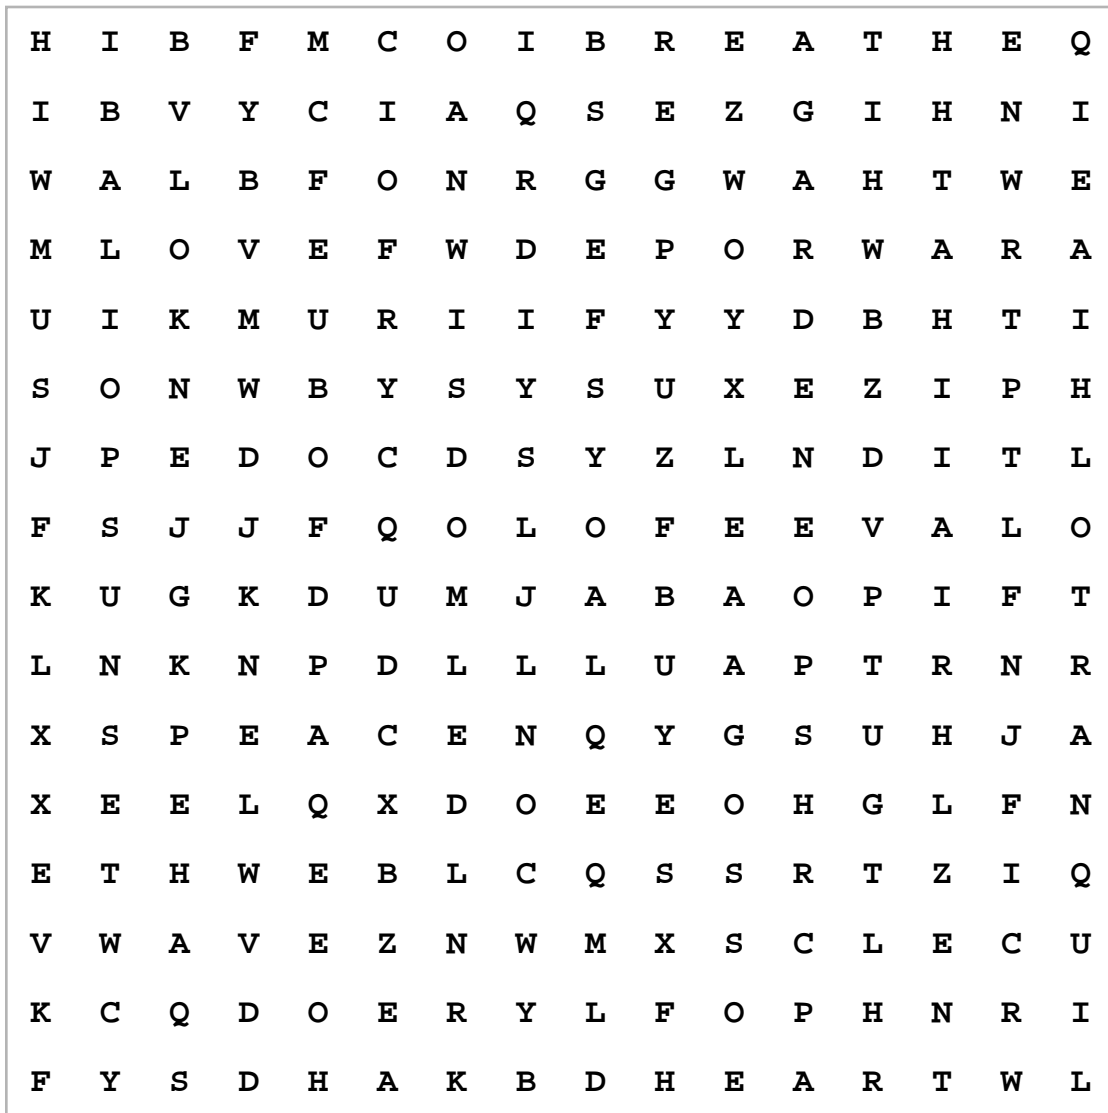 H I B F M C O I B R E A T H E Q
I B V Y C I A Q S E Z G I H N I
W A L B F O N R G G W A H T W E
M L O V E F W D E P O R W A R A
U I K M U R I I F Y Y D B H T I
S O N W B Y S Y S U X E Z I P H
J P E D O C D S Y Z L N D I T L
F S J J F Q O L O F E E V A L O
K U G K D U M J A B A O P I F T
L N K N P D L L L U A P T R N R
X S P E A C E N Q Y G S U H J A
X E E L Q X D O E E O H G L F N
E T H W E B L C Q S S R T Z I Q
V W A V E Z N W M X S C L E C U
K C Q D O E R Y L F O P H N R I
F Y S D H A K B D H E A R T W L